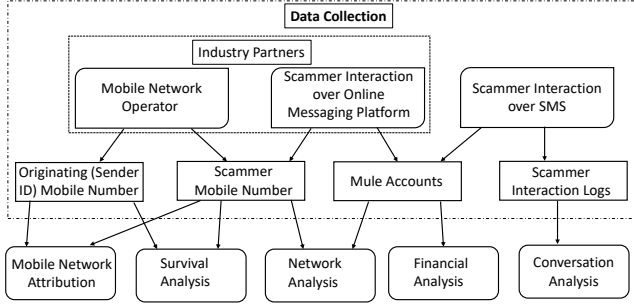 Data Collection
Industry Partners
Mobile Network
Operator
Scammer Interaction
over Online
Messaging Platform
Scammer Interaction
over SMS
Originating (Sender
ID) Mobile Number
Scammer
Mobile Number
Mule Accounts
Scammer
Interaction Logs
Mobile Network
Attribution
Survival
Analysis
Network
Analysis
Financial
Analysis
Conversation
Analysis